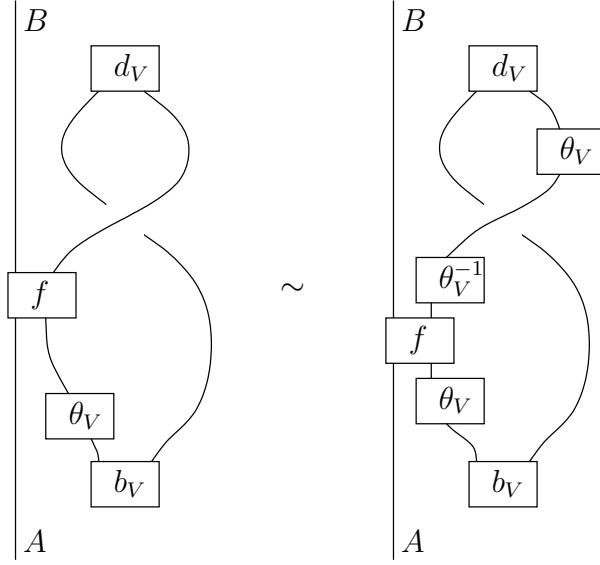 B B
d_V d_V
θ_V
θ_V^{-1}
f ∼
f
θ_V θ_V
b_V b_V
A A